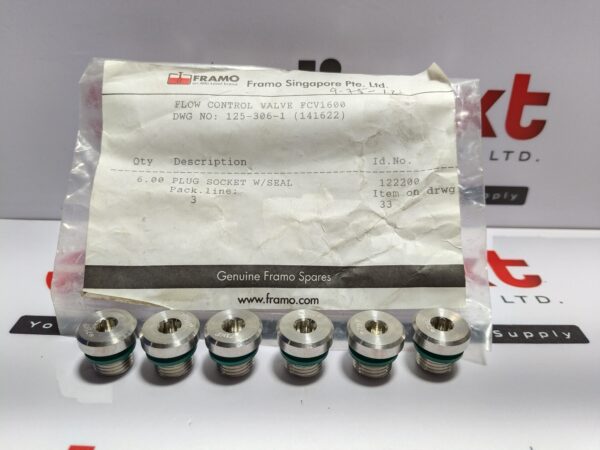 FRAMO
Framo Singapore Pte. Ltd.
FLOW CONTROL VALVE FCV1600
DWG NO: 125-306-1 (141622)
Qty Description Id.No.
6.00 PLUG SOCKET W/SEAL 122200
Pack.line: Item on drwg
3 33
Genuine Framo Spares
www.framo.com
kt
LTD.
Yo
Supply